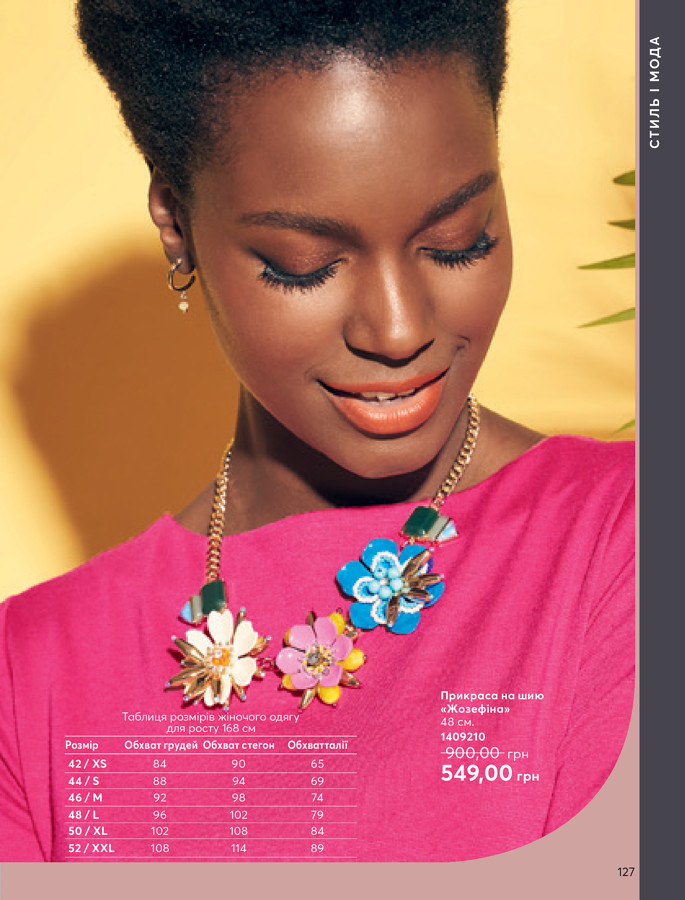 СТИЛЬ І МОДА
Прикраса на шию
«Жозефіна»
48 см.
1409210
900,00 грн
549,00 грн
Таблиця розмірів жіночого одягу
для росту 168 см
Розмір Обхват грудей Обхват стегон Обхватталії
42 / XS 84 90 65
44 / S 88 94 69
46 / M 92 98 74
48 / L 96 102 79
50 / XL 102 108 84
52 / XXL 108 114 89
127